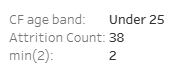 CF age band: Under 25
Attrition Count: 38
min(2): 2